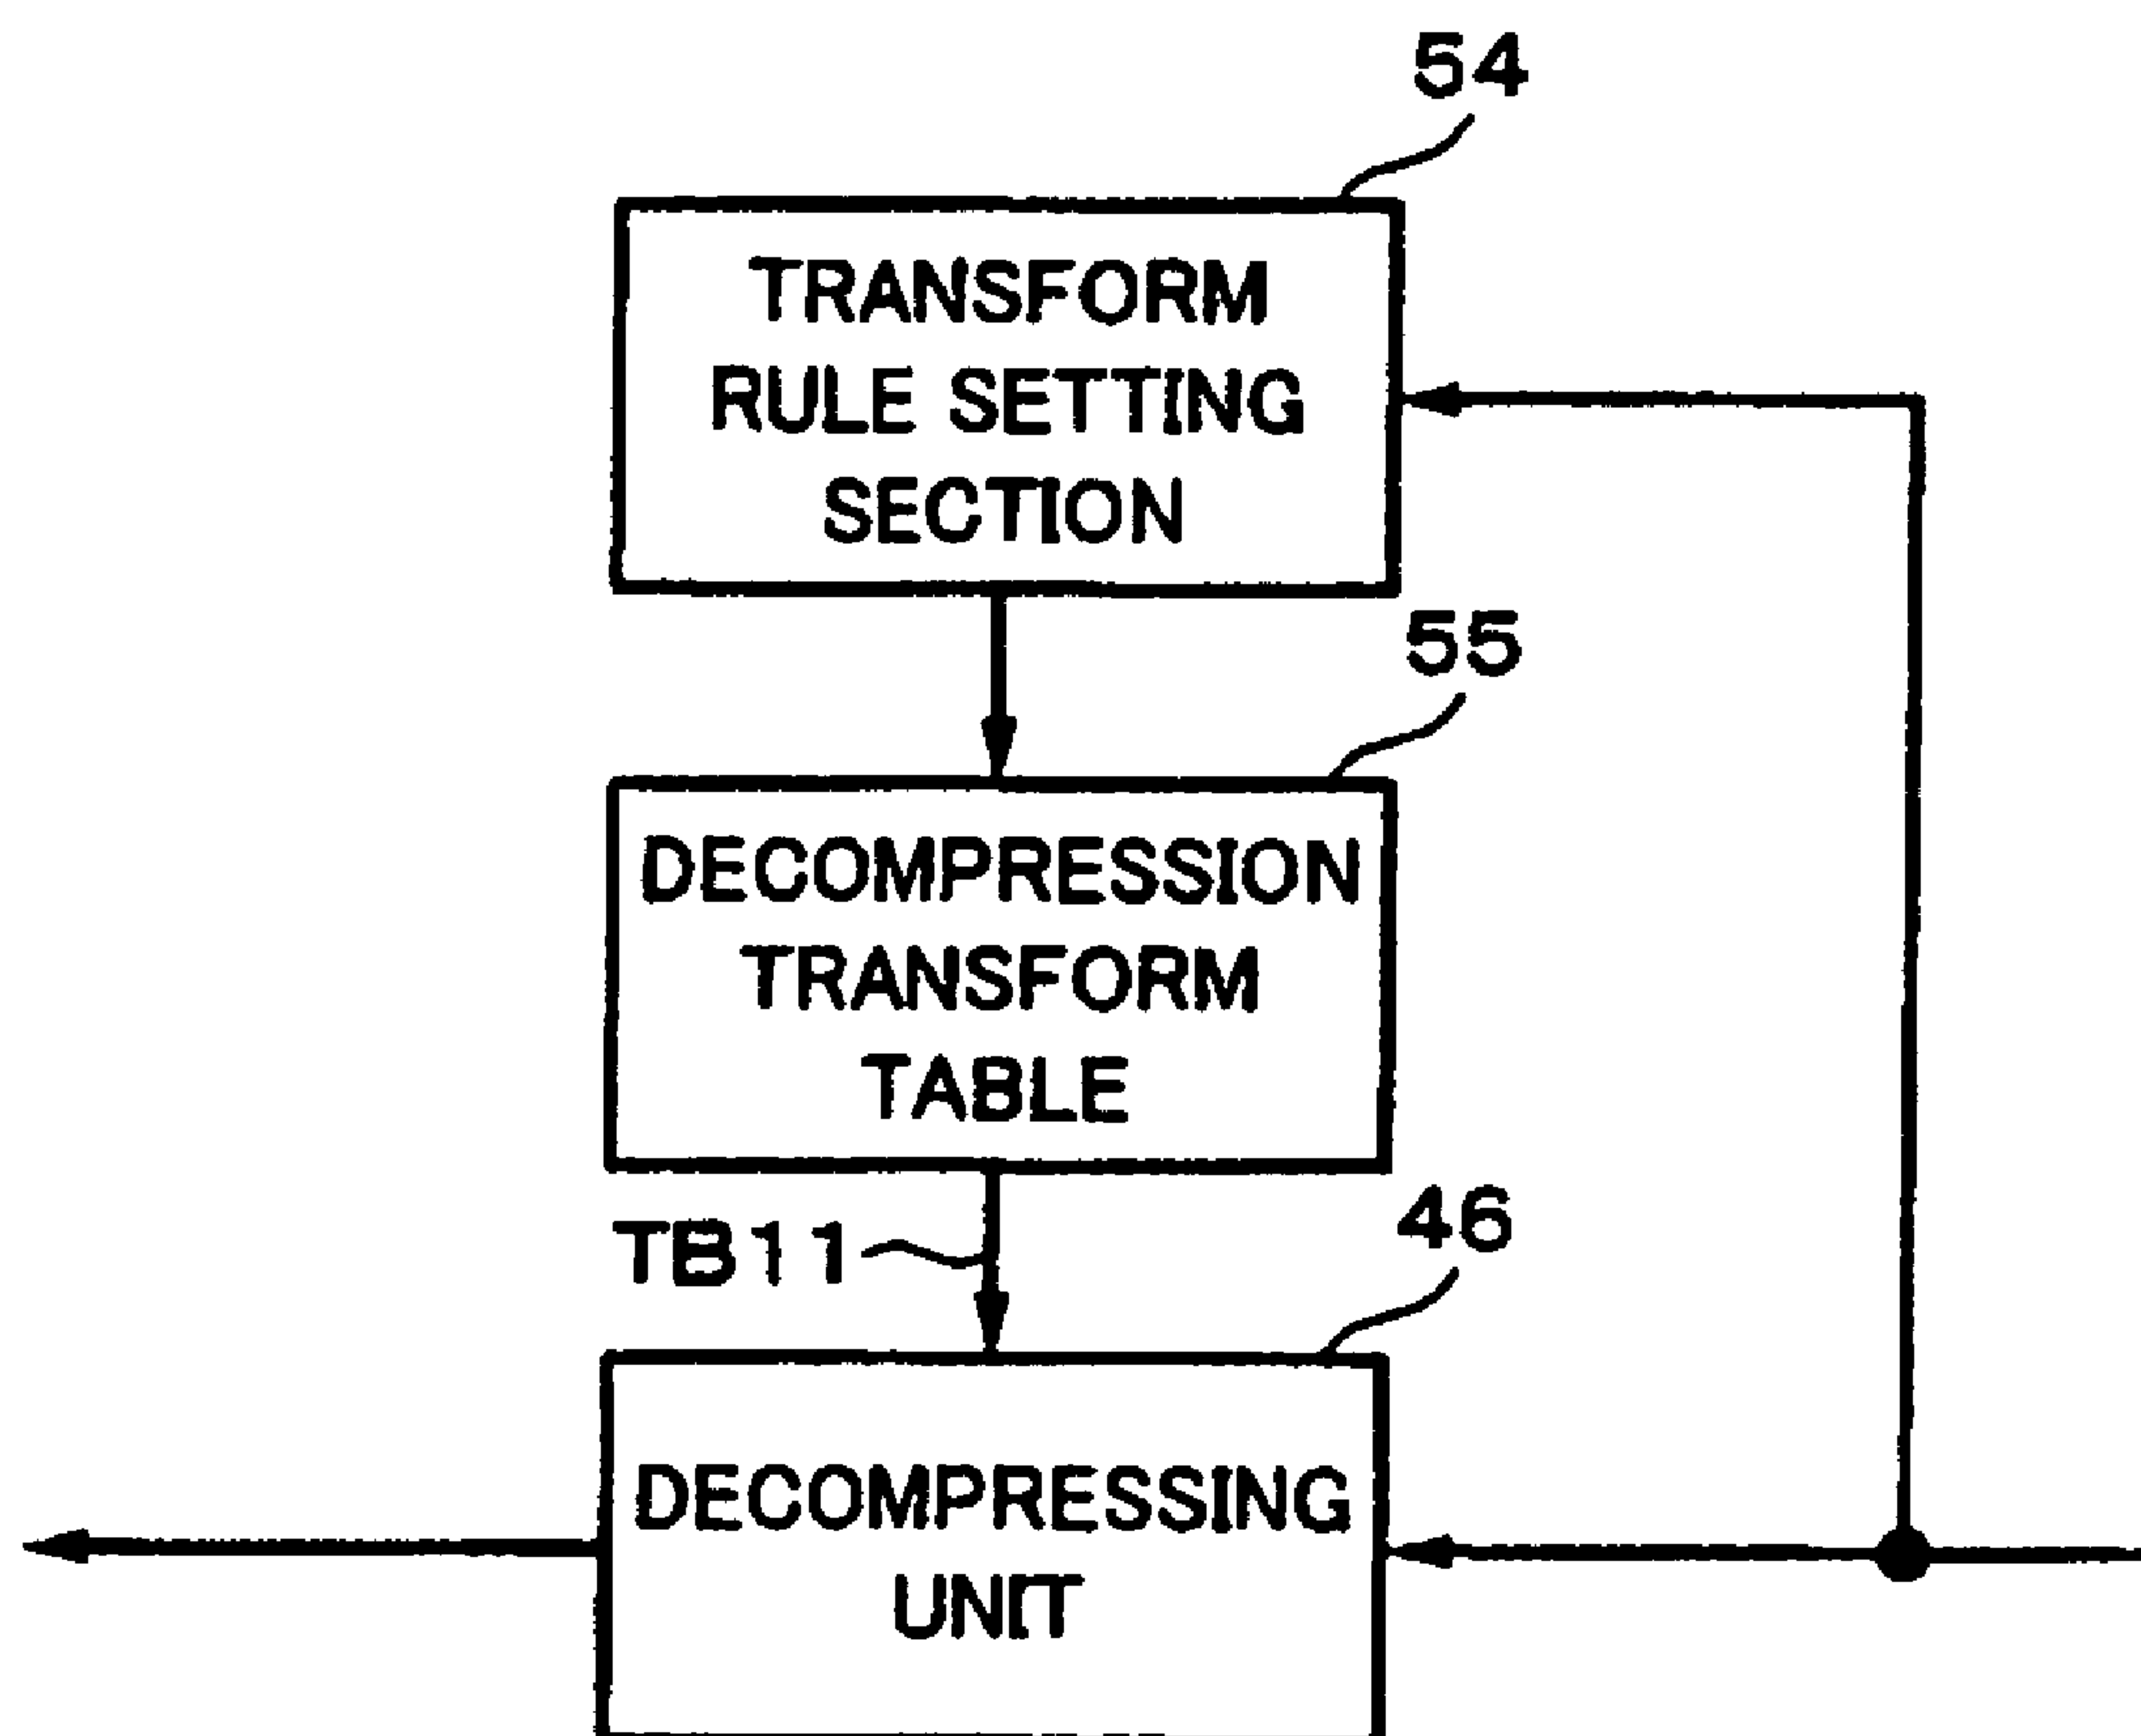 54
TRANSFORM
RULE SETTING
SECTION
55
DECOMPRESSION
TRANSFORM
TABLE
TB11
46
DECOMPRESSING
UNIT